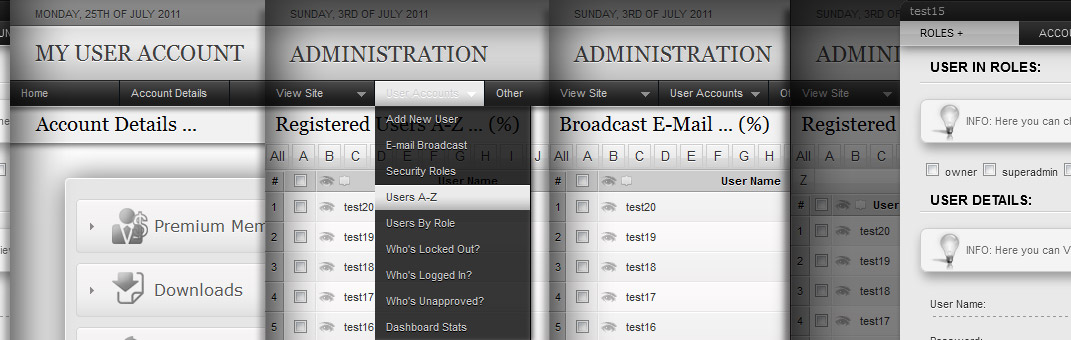 MONDAY, 25TH OF JULY 2011
MY USER ACCOUNT
Home
Account Details
Account Details ...
Premium Mem
Downloads
SUNDAY, 3RD OF JULY 2011
ADMINISTRATION
View Site
User Accounts
Other
Registered Users A-Z ... (%)
All A B C D E F G H I J
# User Name
1 test20
2 test19
3 test18
4 test17
5 test16
Add New User
E-mail Broadcast
Security Roles
Users A-Z
Users By Role
Who's Locked Out?
Who's Logged In?
Who's Unapproved?
Dashboard Stats
SUNDAY, 3RD OF JULY 2011
ADMINISTRATION
View Site
User Accounts
Ot
Broadcast E-Mail ... (%)
All A B C D E F G H
# User Name
1 test20
2 test19
3 test18
4 test17
5 test16
SUNDAY, 3RD OF JULY 2011
ADMINISTRATION
View Site
Registered
All A B C
Z
# User
1 test20
2 test19
3 test18
4 test17
test15
ROLES +
ACCOU
USER IN ROLES:
INFO: Here you can cl
owner superadmin
USER DETAILS:
INFO: Here you can V
User Name: